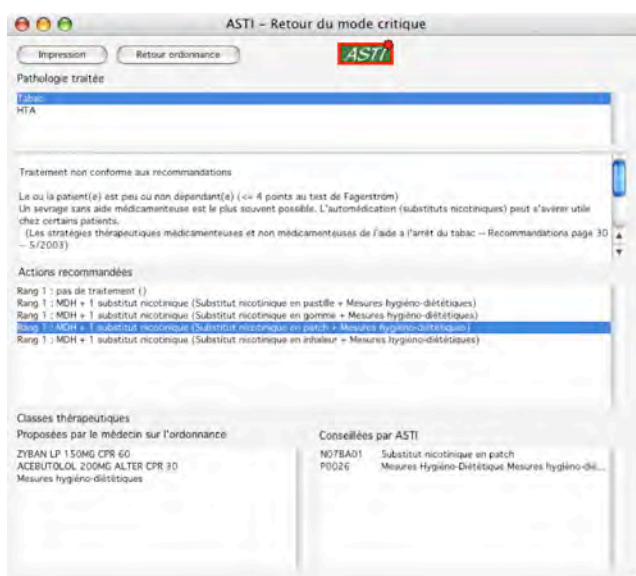 ASTI – Retour du mode critique
Impression
Retour ordonnance
ASTI
Pathologie traitée
Tabac
HTA
Traitement non conforme aux recommandations
Le ou la patient(e) est peu ou non dépendant(e) (<= 4 points au test de Fagerström)
Un sevrage sans aide médicamenteuse est le plus souvent possible. L'automédication (substituts nicotiniques) peut s'avérer utile
chez certains patients.
(Les stratégies thérapeutiques médicamenteuses et non médicamenteuses de l'aide a l'arrêt du tabac -- Recommandations page 30
-- 5/2003)
Actions recommandées
Rang 1 : pas de traitement ()
Rang 1 : MDH + 1 substitut nicotinique (Substitut nicotinique en pastille + Mesures hygiéno-diététiques)
Rang 1 : MDH + 1 substitut nicotinique (Substitut nicotinique en gomme + Mesures hygiéno-diététiques)
Rang 1 : MDH + 1 substitut nicotinique (Substitut nicotinique en patch + Mesures hygiéno-diététiques)
Rang 1 : MDH + 1 substitut nicotinique (Substitut nicotinique en inhaleur + Mesures hygiéno-diététiques)
Classes thérapeutiques
Proposées par le médecin sur l'ordonnance
ZYBAN LP 150MG CPR 60
ACEBUTOLOL 200MG ALTER CPR 30
Mesures hygiéno-diététiques
Conseillées par ASTI
N07BA01 Substitut nicotinique en patch
P0026 Mesures Hygiéno-Diététique Mesures hygiéno-dié...